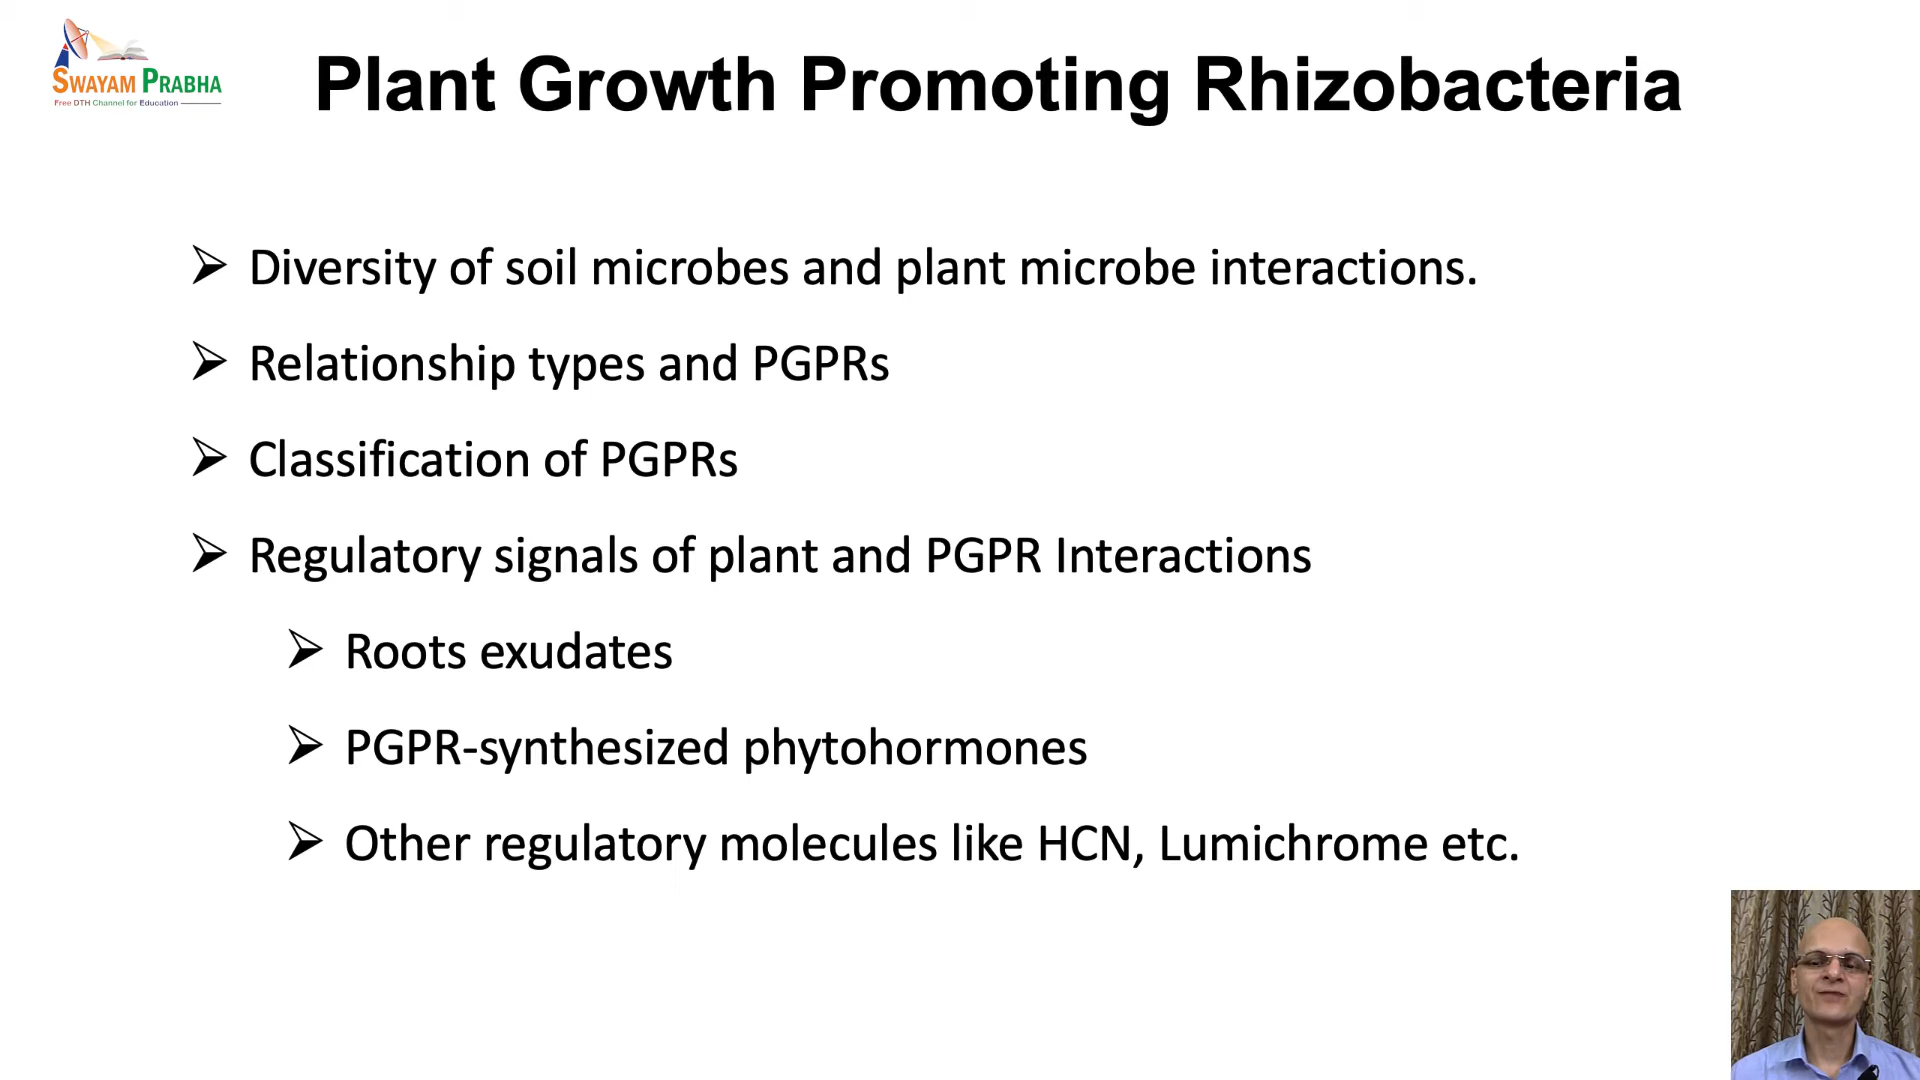 SWAYAM PRABHA
Free DTH Channel for Education
Plant Growth Promoting Rhizobacteria
Diversity of soil microbes and plant microbe interactions.
Relationship types and PGPRs
Classification of PGPRs
Regulatory signals of plant and PGPR Interactions
Roots exudates
PGPR-synthesized phytohormones
Other regulatory molecules like HCN, Lumichrome etc.